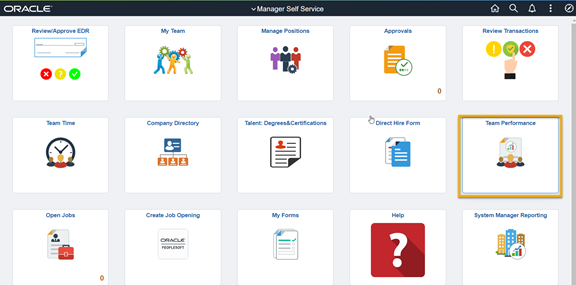 ORACLE
Manager Self Service
Review/Approve EDR
My Team
Manage Positions
Approvals
Review Transactions
0
Team Time
Company Directory
Talent: Degrees&Certifications
Direct Hire Form
Team Performance
Open Jobs
Create Job Opening
My Forms
Help
System Manager Reporting
ORACLE
PEOPLESOFT
0